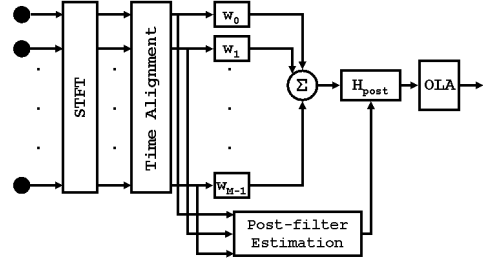 STFT
Time Alignment
w0
w1
wM-1
Σ
Hpost
OLA
Post-filter
Estimation